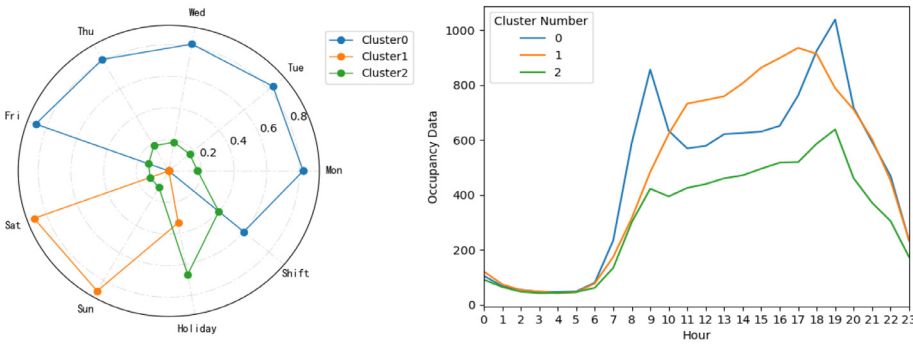 Wed
Thu
Tue
Fri
Mon
Sat
Shift
Sun
Holiday
0.2
0.4
0.6
0.8
Cluster0
Cluster1
Cluster2
Cluster Number
0
1
2
Occupancy Data
1000
800
600
400
200
0
0 1 2 3 4 5 6 7 8 9 10 11 12 13 14 15 16 17 18 19 20 21 22 23
Hour